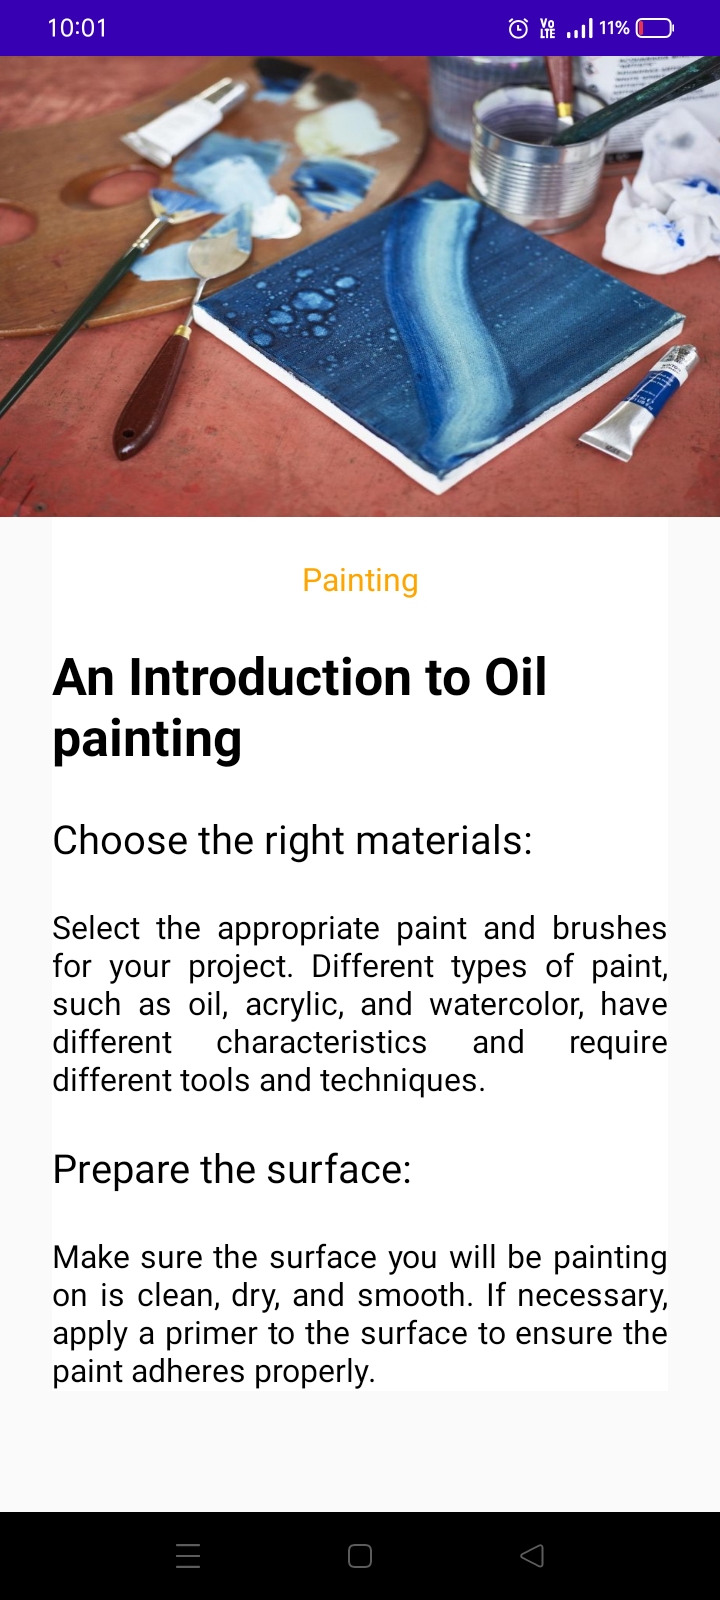 10:01
Vo LTE 11%
Painting
An Introduction to Oil
painting
Choose the right materials:
Select the appropriate paint and brushes
for your project. Different types of paint,
such as oil, acrylic, and watercolor, have
different characteristics and require
different tools and techniques.
Prepare the surface:
Make sure the surface you will be painting
on is clean, dry, and smooth. If necessary,
apply a primer to the surface to ensure the
paint adheres properly.